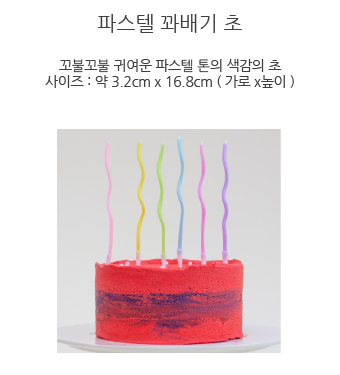 파스텔 꽈배기 초
꼬불꼬불 귀여운 파스텔 톤의 색감의 초
사이즈 : 약 3.2cm x 16.8cm ( 가로 x높이 )